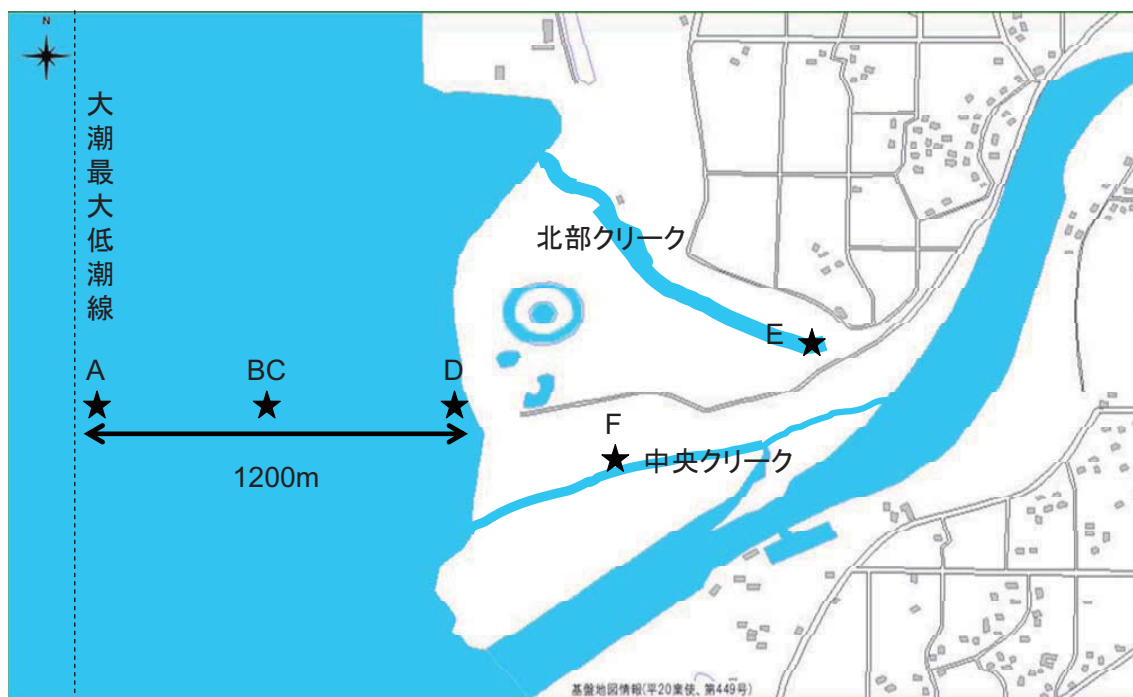 N
大潮最大低潮線
北部クリーク
E
A
BC
D
F
中央クリーク
1200m
基盤地図情報(平20業使、第449号)